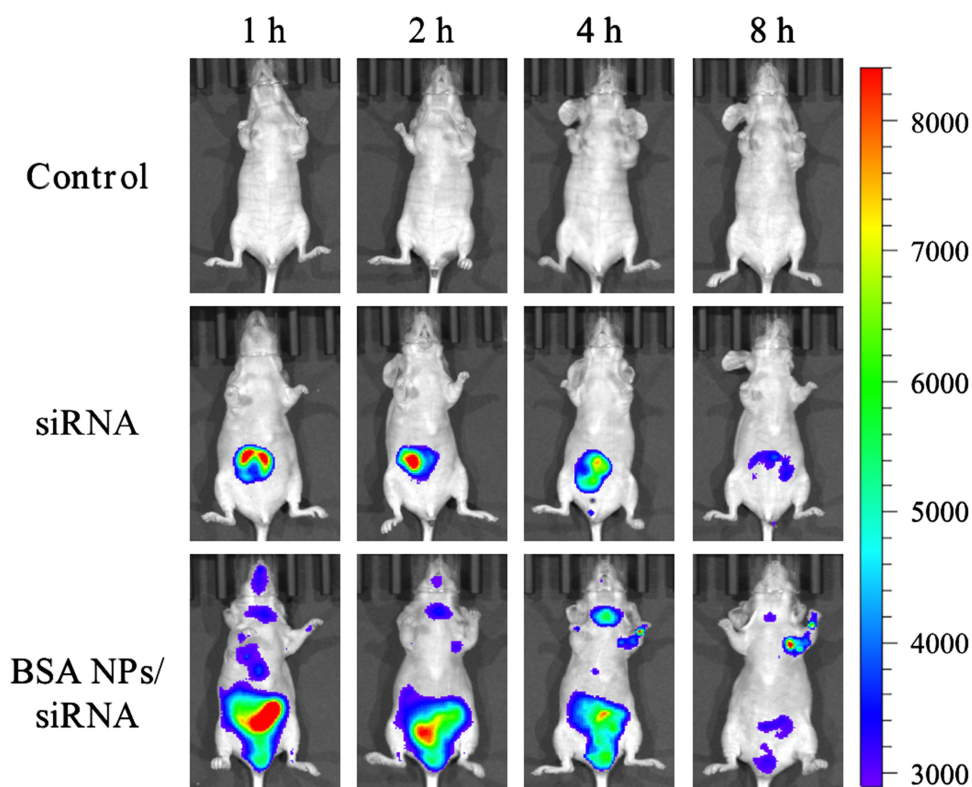 1 h 2 h 4 h 8 h
Control
siRNA
BSA NPs/
siRNA
8000
7000
6000
5000
4000
3000